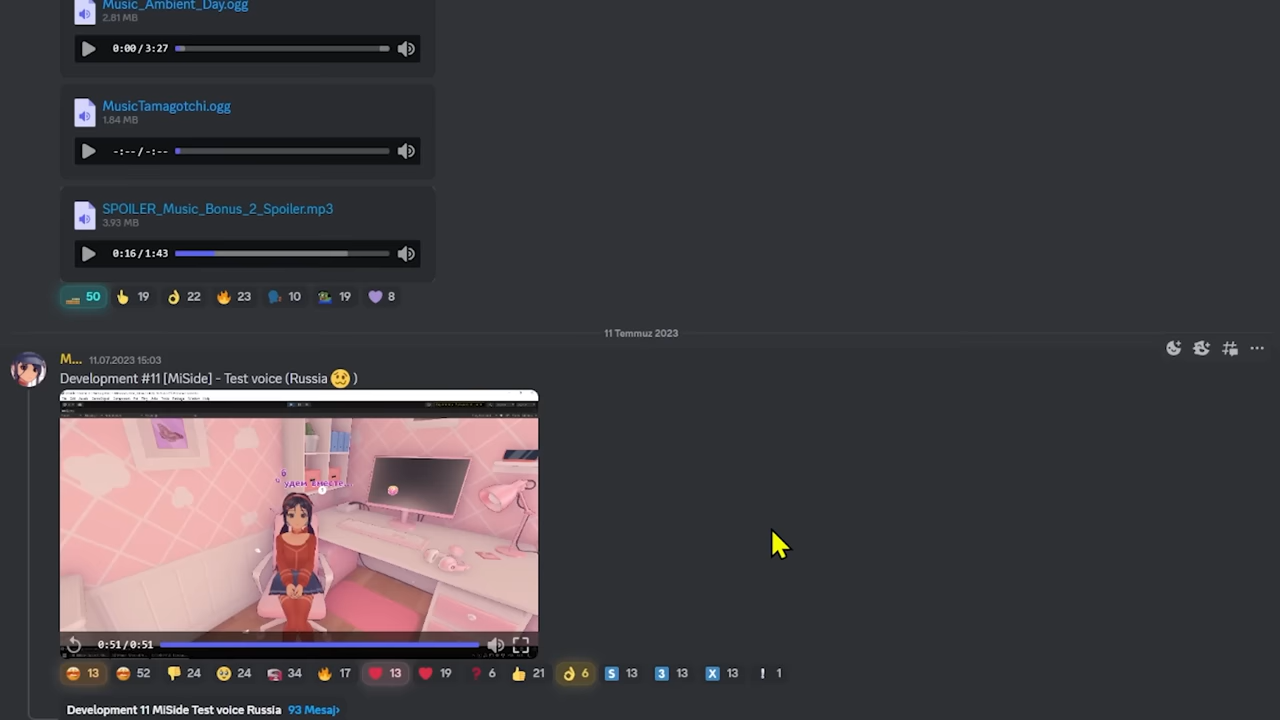 Music_Ambient_Day.ogg
2.81 MB
0:00/3:27
MusicTamagotchi.ogg
1.84 MB
-:--/-:--
SPOILER_Music_Bonus_2_Spoiler.mp3
3.93 MB
0:16/1:43
50 19 22 23 10 19 8
11 Temmuz 2023
M... 11.07.2023 15:03
Development #11 [MiSide] - Test voice (Russia 🥴 )
удем вместе...
0:51/0:51
13 52 24 24 34 17 13 19 ? 6 21 6 S 13 3 13 X 13 ! 1
Development 11 MiSide Test voice Russia 93 Mesaj›